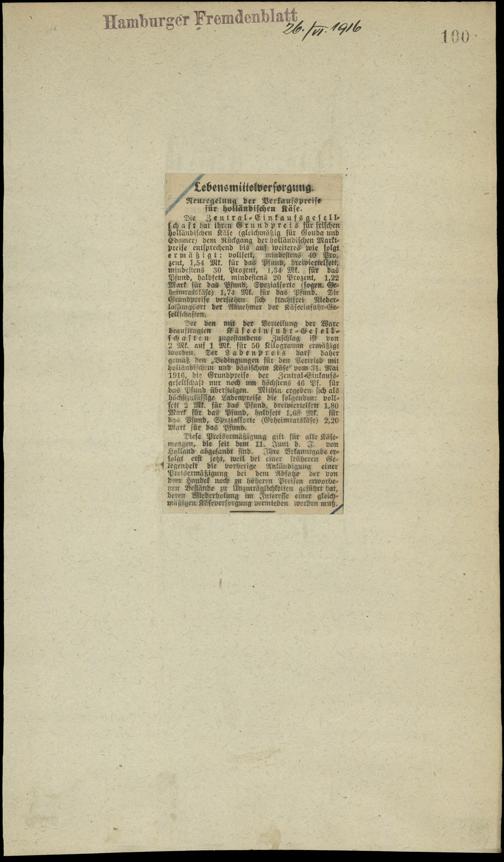 Hamburger Fremdenblatt
26./VI. 1916
100
Lebensmittelversorgung.
Neuregelung der Verkaufspreise
für holländischen Käse.
Die Zentral-Einkaufsgesell-
schaft hat ihren Grundpreis für frischen
holländischen Käse (gleichmäßig für Gouda und
Edamer) dem Rückgang der holländischen Markt-
preise entsprechend bis auf weiteres wie folgt
ermäßigt: vollfett, mindestens 40 Pro-
zent, 1,54 Mk. für das Pfund, dreiviertelfett,
mindestens 30 Prozent, 1,34 Mk. für das
Pfund, halbfett, mindestens 20 Prozent, 1,22
Mark für das Pfund, Spezialsorte (sogen. Ge-
heimratskäse) 1,74 Mk. für das Pfund. Die
Grundpreise verstehen sich frachtfrei Nieder-
lassungsort der Abnehmer der Käseeinfuhr-Ge-
sellschaften.
Der den mit der Verteilung der Ware
beauftragten Käseeinfuhr-Gesell-
schaften zugestandene Zuschlag ist von
2 Mk. auf 1 Mk. für 50 Kilogramm ermäßigt
worden. Der Ladenpreis darf daher
gemäß den „Bedingungen für den Vertrieb mit
holländischem und dänischem Käse" vom 31. Mai
1916, die Grundpreise der Zentral-Einkaufs-
gesellschaft nur noch um höchstens 46 Pf. für
das Pfund übersteigen. Mithin ergeben sich als
höchstzulässige Ladenpreise die folgenden: voll-
fett 2 Mk. für das Pfund, dreiviertelfett 1,80
Mark für das Pfund, halbfett 1,68 Mk. für
das Pfund, Spezialsorte (Geheimratskäse) 2,20
Mark für das Pfund.
Diese Preisermäßigung gilt für alle Käse-
mengen, die seit dem 11. Juni d. J. von
Holland abgesandt sind. Ihre Bekanntgabe er-
folgt erst jetzt, weil bei einer früheren Ge-
legenheit die vorherige Ankündigung einer
Preisermäßigung bei dem Absatze der von
dem Handel noch zu höheren Preisen erworbe-
nen Bestände zu Unzuträglichkeiten geführt hat,
deren Wiederholung im Interesse einer gleich-
mäßigen Käseversorgung vermieden werden muß.